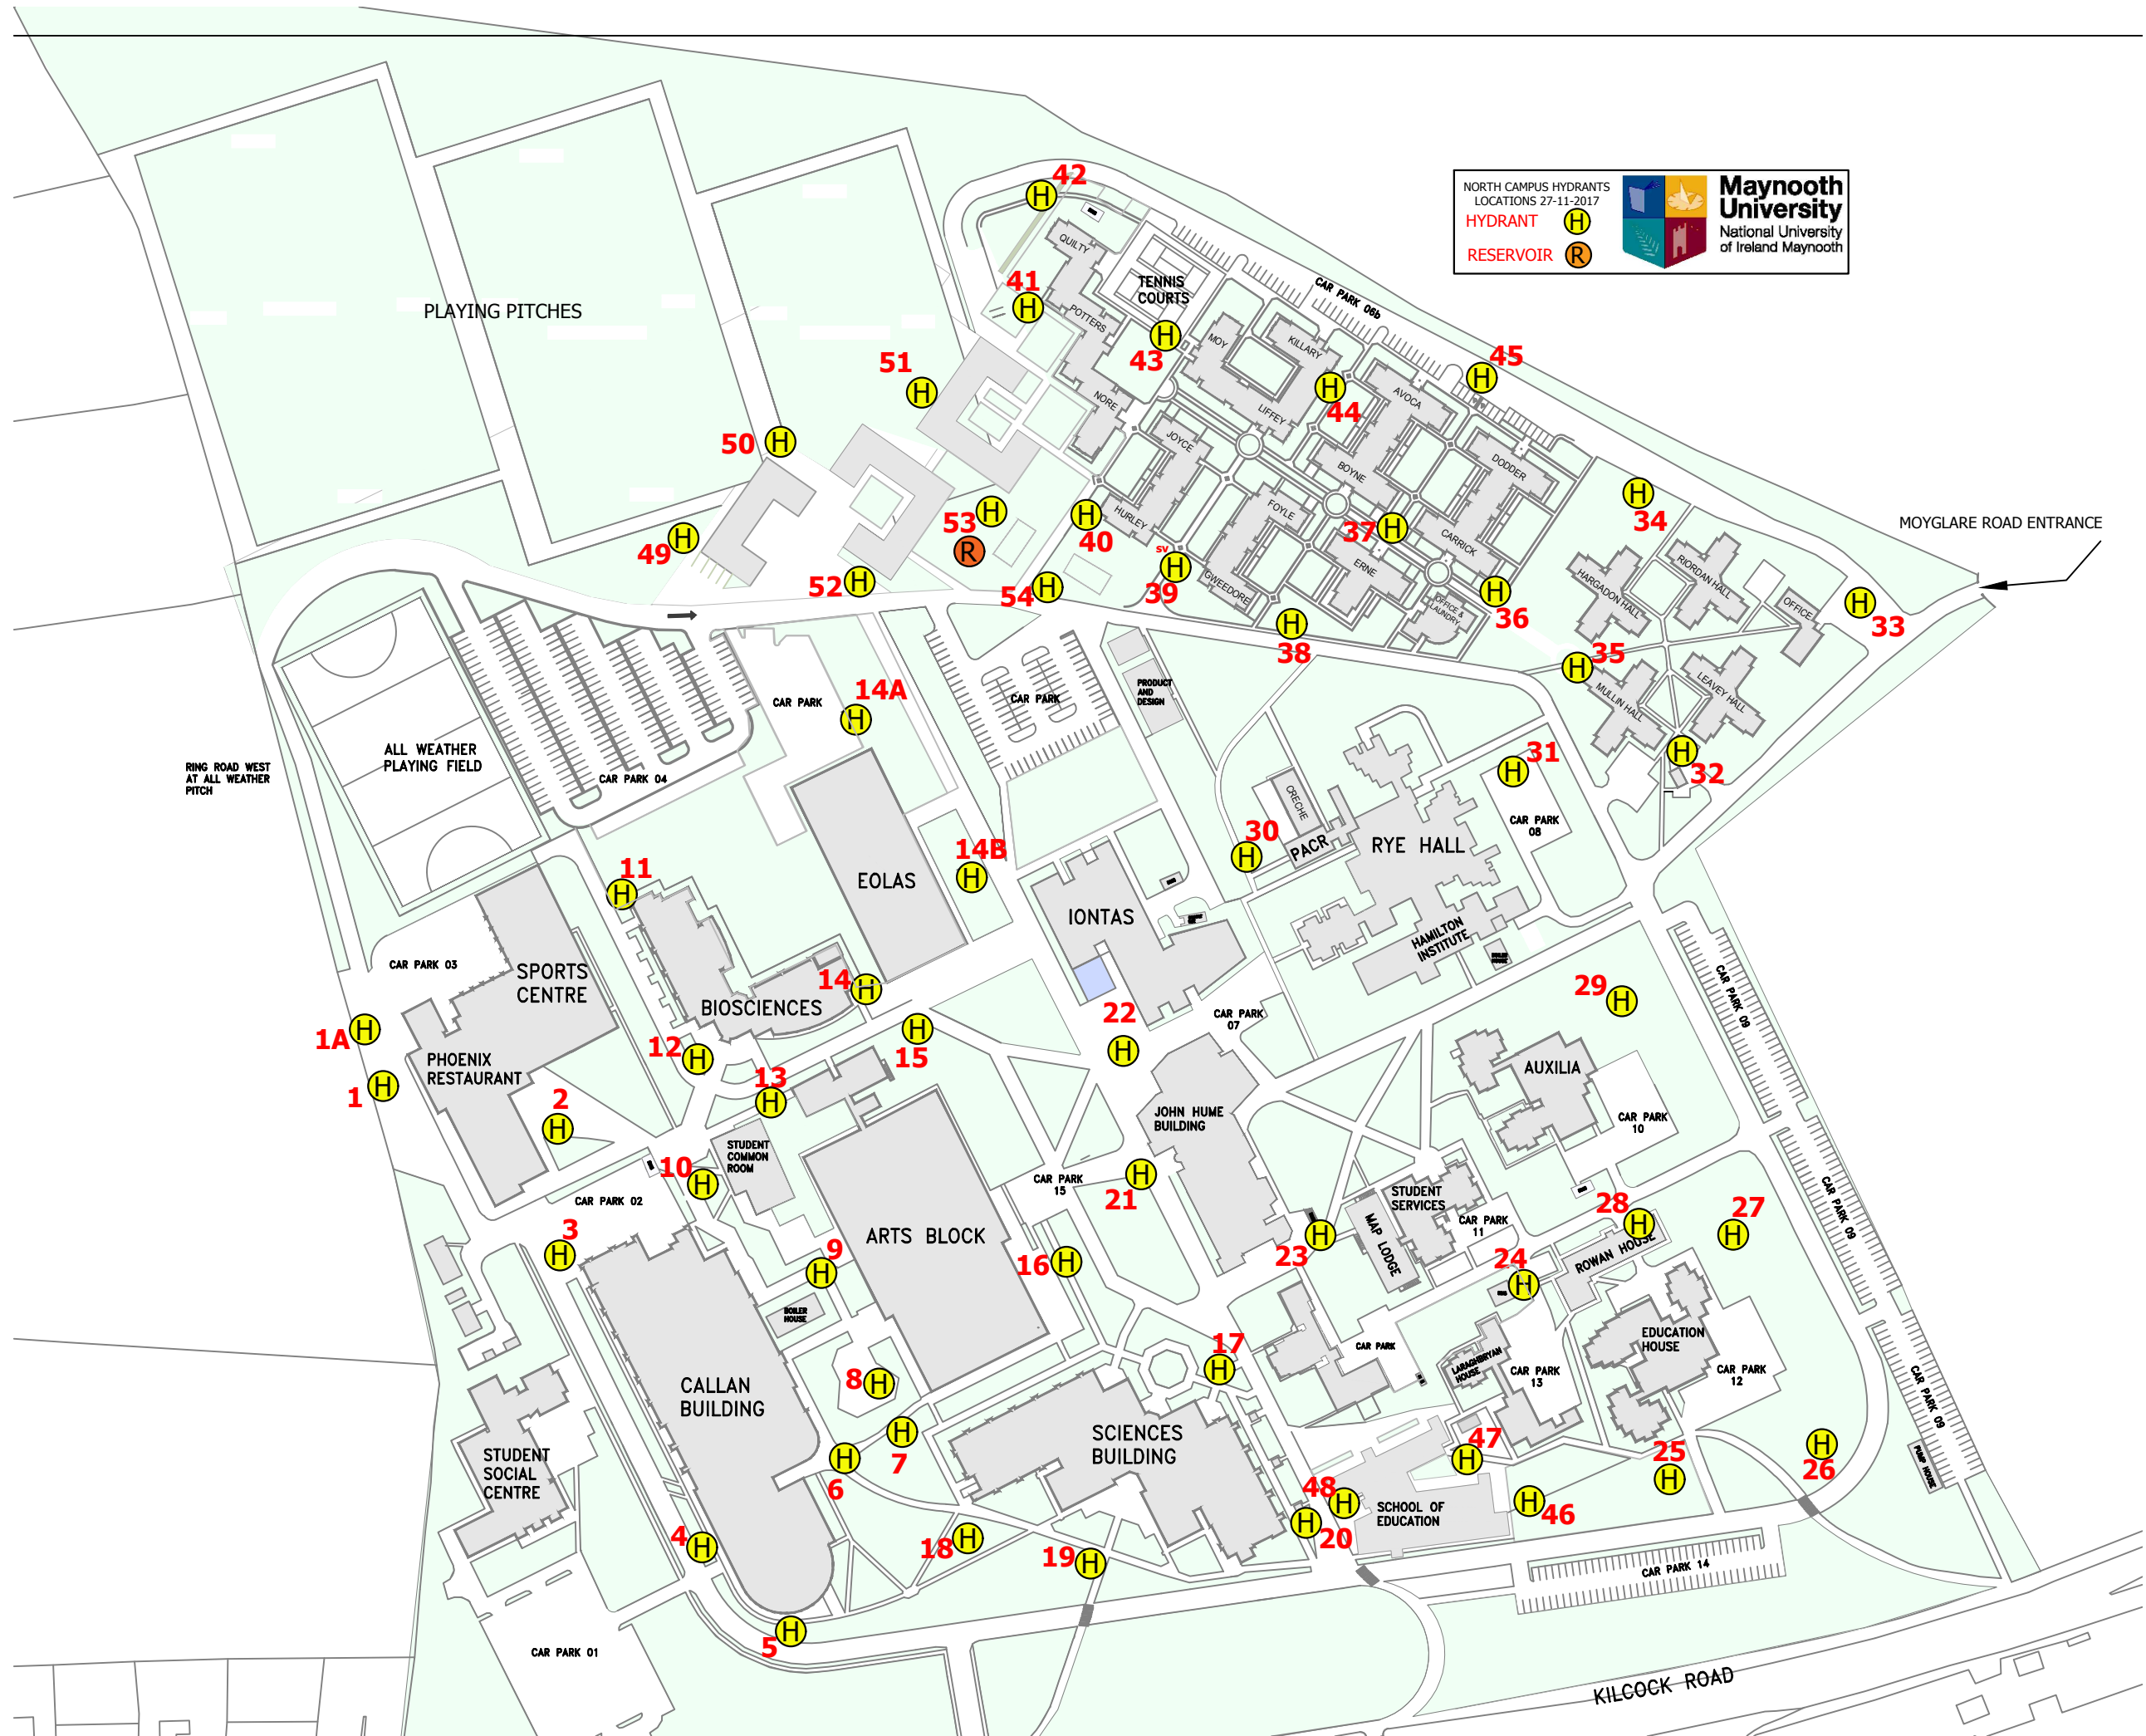 NORTH CAMPUS HYDRANTS
LOCATIONS 27-11-2017
HYDRANT H
RESERVOIR R
Maynooth
University
National University
of Ireland Maynooth
MOYGLARE ROAD ENTRANCE
PLAYING PITCHES
42
H
QUILTY
41
H
POTTERS
TENNIS
COURTS
43
H
NORE
MOY
KILLARY
LIFFEY
CAR PARK 06b
44
H
45
H
AVOCA
BOYNE
DODDER
CARRICK
JOYCE
HURLEY
FOYLE
ERNE
GWEEDORE
OFFICE &
LAUNDRY
51
H
50
H
49
H
52
H
53
H
R
54
H
40
H
sv
39
H
38
H
37
H
36
H
34
H
33
H
35
H
32
H
HARGADON HALL
RIORDAN HALL
OFFICE
MULLIN HALL
LEAVEY HALL
RING ROAD WEST
AT ALL WEATHER
PITCH
ALL WEATHER
PLAYING FIELD
CAR PARK 04
CAR PARK
14A
H
CAR PARK
PRODUCT
AND
DESIGN
CRECHE
PACR
30
H
RYE HALL
31
H
CAR PARK
08
HAMILTON
INSTITUTE
11
H
EOLAS
14B
H
IONTAS
CAR PARK 03
SPORTS
CENTRE
BIOSCIENCES
14
H
1A
H
1
H
PHOENIX
RESTAURANT
2
H
12
H
13
H
15
H
22
H
CAR PARK
07
29
H
AUXILIA
CAR PARK
10
CAR PARK 09
CAR PARK 09
CAR PARK 09
JOHN HUME
BUILDING
STUDENT
COMMON
ROOM
10
H
CAR PARK 02
3
H
9
H
BOILER
HOUSE
ARTS BLOCK
CAR PARK
15
21
H
16
H
23
H
MAP LODGE
STUDENT
SERVICES
CAR PARK
11
24
H
28
H
ROWAN HOUSE
27
H
EDUCATION
HOUSE
CAR PARK
12
CAR PARK
LARAGHBRYAN
HOUSE
CAR PARK
13
17
H
8
H
CALLAN
BUILDING
7
H
6
H
SCIENCES
BUILDING
STUDENT
SOCIAL
CENTRE
4
H
18
H
19
H
20
H
48
H
SCHOOL OF
EDUCATION
47
H
46
H
25
H
26
H
PUMP HOUSE
CAR PARK 14
5
H
CAR PARK 01
KILCOCK ROAD